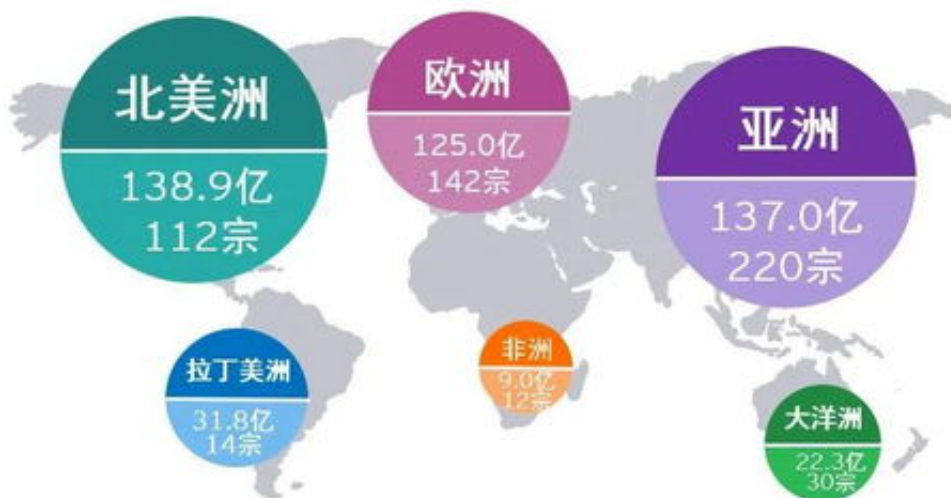 北美洲
138.9亿
112宗
欧洲
125.0亿
142宗
亚洲
137.0亿
220宗
拉丁美洲
31.8亿
14宗
非洲
9.0亿
12宗
大洋洲
22.3亿
30宗